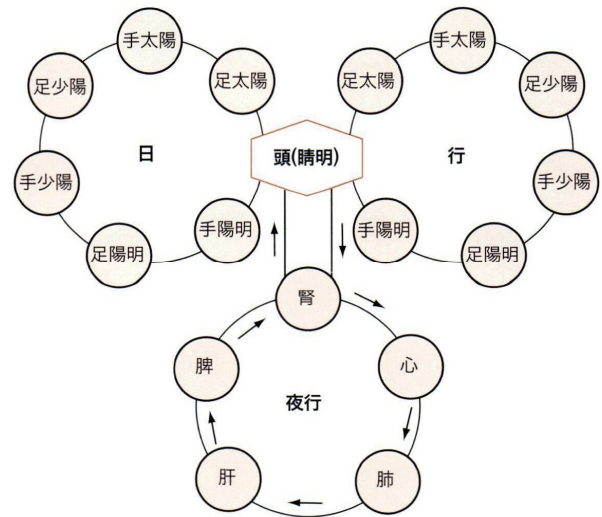 手太陽
足太陽
足少陽
日
手少陽
足陽明
手陽明
頭(睛明)
手太陽
足太陽
足少陽
行
手少陽
手陽明
足陽明
腎
脾
心
夜行
肝
肺